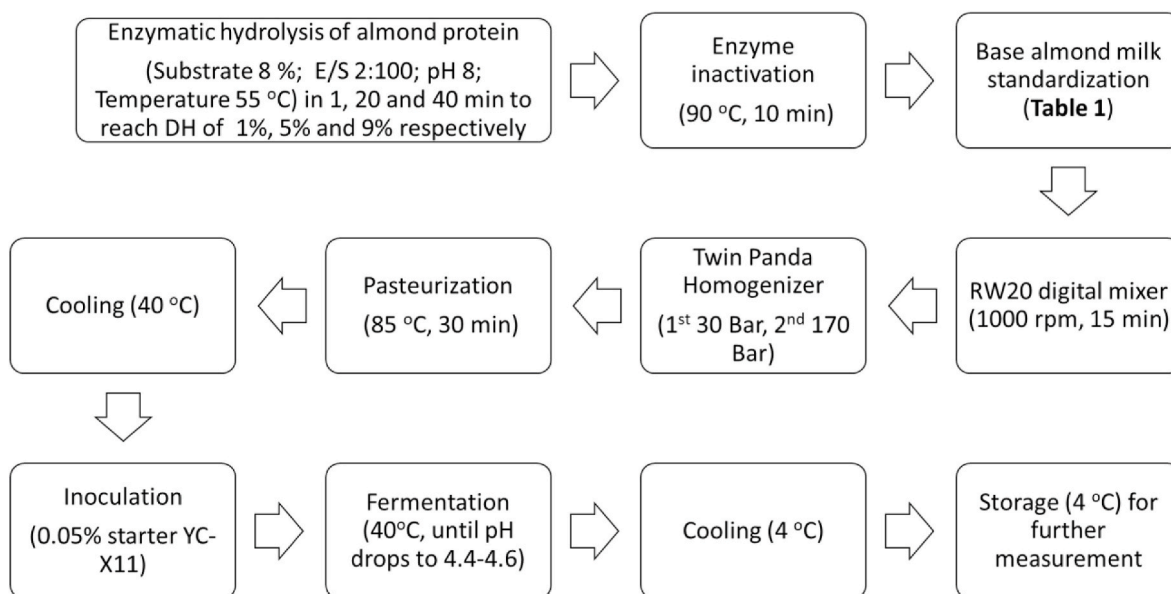 Enzymatic hydrolysis of almond protein
(Substrate 8 %;  E/S 2:100; pH 8;
Temperature 55 °C) in 1, 20 and 40 min to
reach DH of  1%, 5% and 9% respectively
Enzyme
inactivation
(90 °C, 10 min)
Base almond milk
standardization
(Table 1)
Cooling (40 °C)
Pasteurization
(85 °C, 30 min)
Twin Panda
Homogenizer
(1st 30 Bar, 2nd 170
Bar)
RW20 digital mixer
(1000 rpm, 15 min)
Inoculation
(0.05% starter YC-
X11)
Fermentation
(40°C, until pH
drops to 4.4-4.6)
Cooling (4 °C)
Storage (4 °C) for
further
measurement